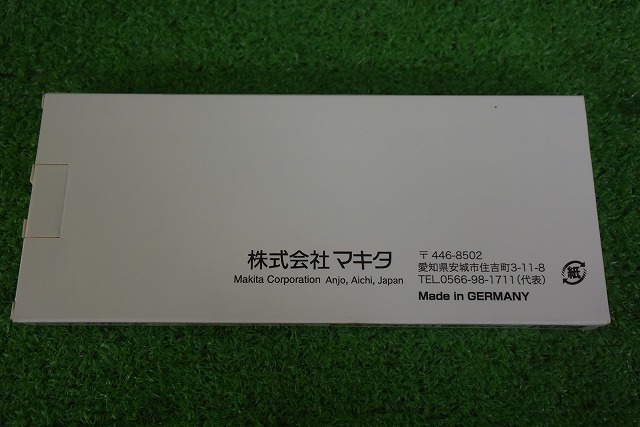 株式会社マキタ
Makita Corporation Anjo, Aichi, Japan
〒446-8502
愛知県安城市住吉町3-11-8
TEL.0566-98-1711(代表)
Made in GERMANY
紙